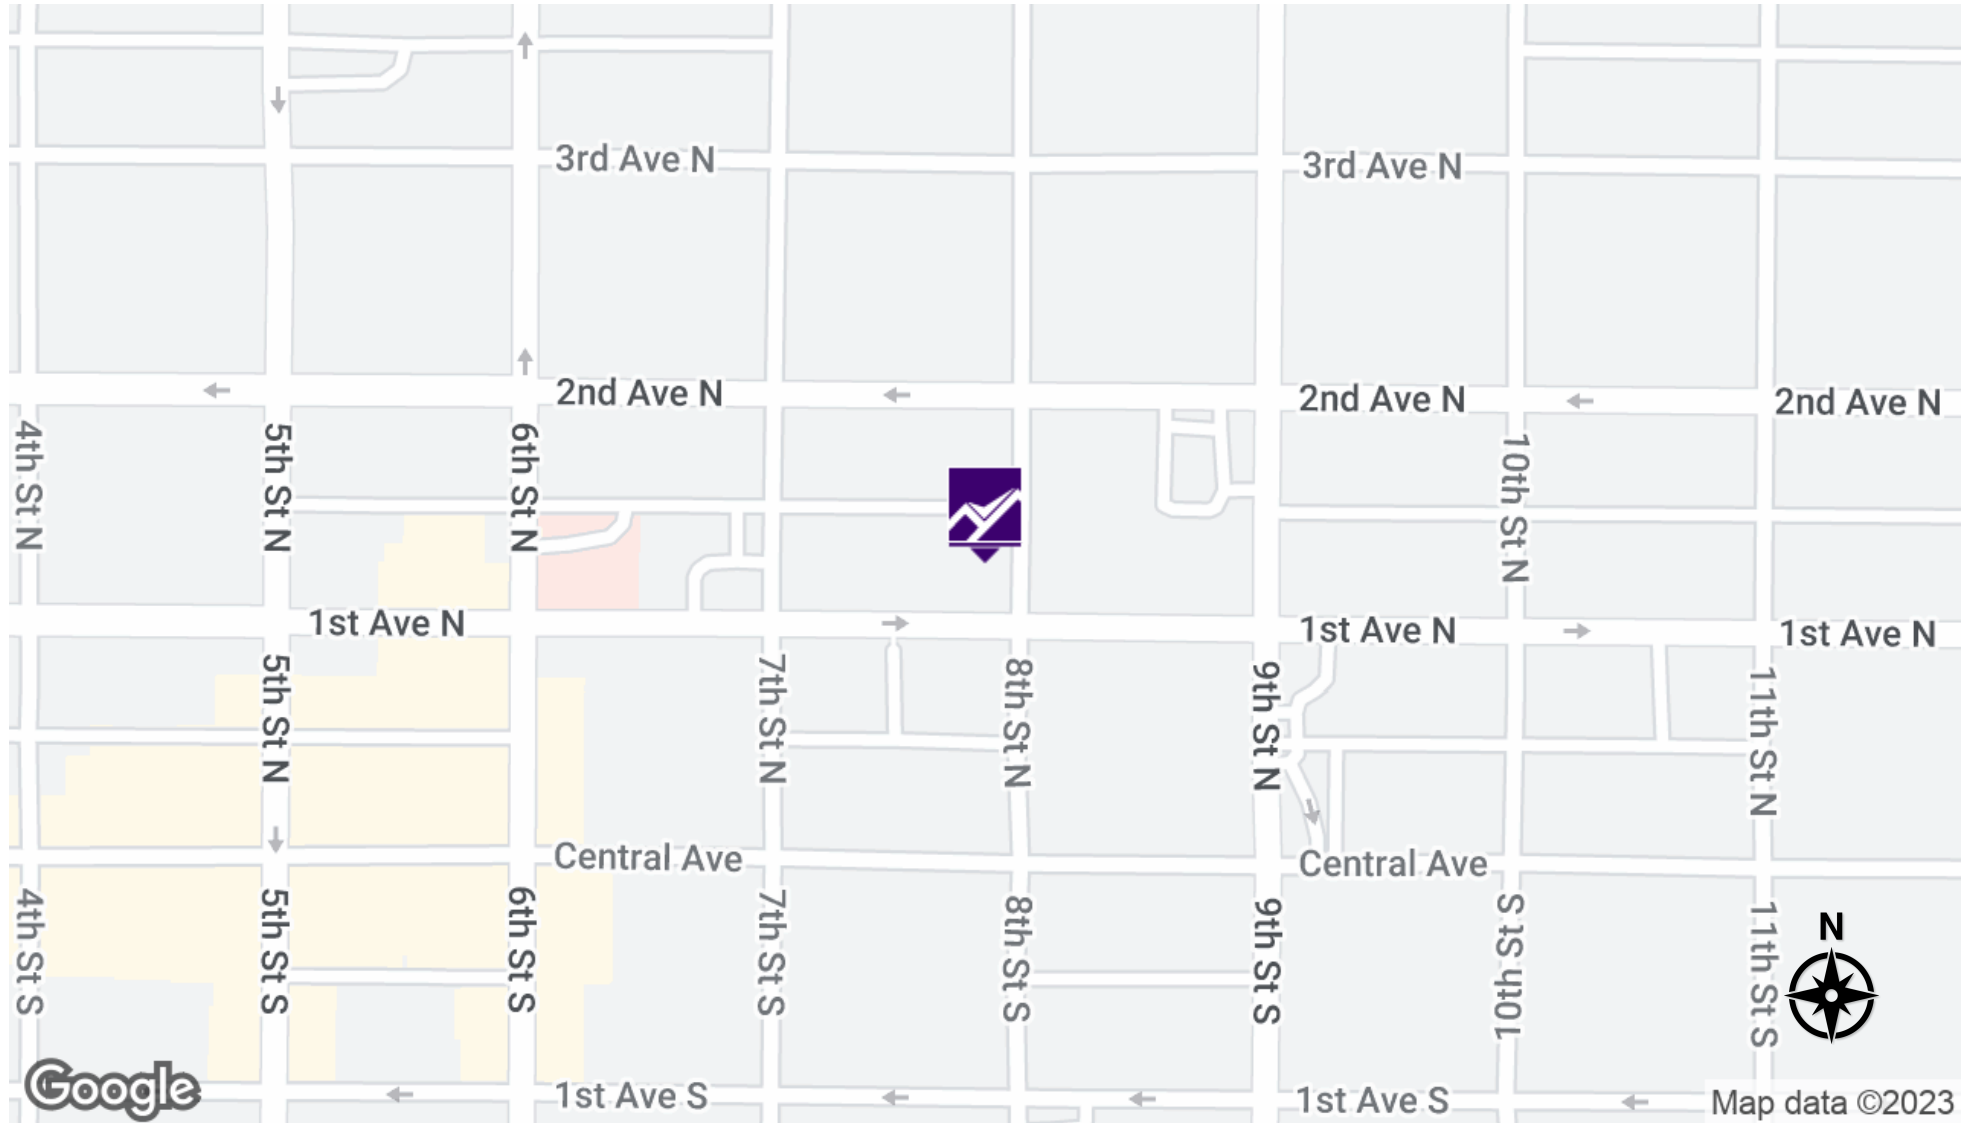 3rd Ave N
3rd Ave N
2nd Ave N
2nd Ave N
2nd Ave N
4th St N
5th St N
6th St N
10th St N
1st Ave N
1st Ave N
1st Ave N
5th St N
7th St N
8th St N
9th St N
11th St N
Central Ave
Central Ave
4th St S
5th St S
6th St S
7th St S
8th St S
9th St S
10th St S
11th St S
N
Google
1st Ave S
1st Ave S
Map data ©2023